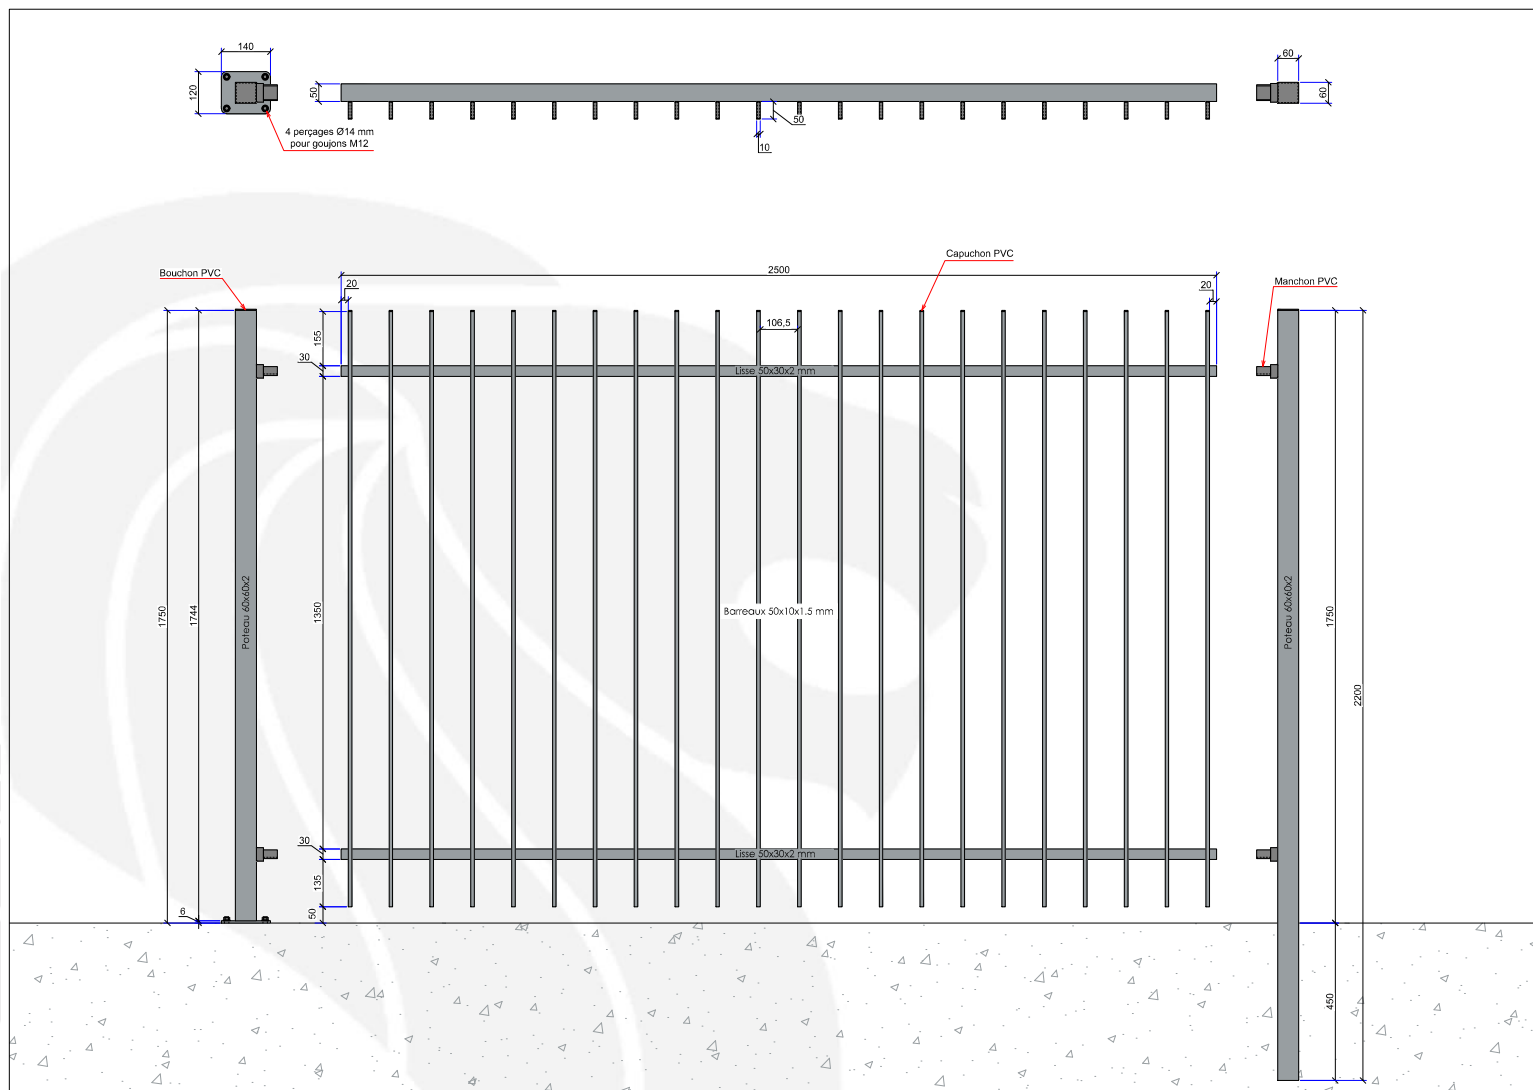 140
120
4 perçages Ø14 mm
pour goujons M12
50
50
10
60
60
Bouchon PVC
2500
Capuchon PVC
Manchon PVC
20
20
155
106,5
30
Lisse 50x30x2 mm
1750
1744
Poteau 60x60x2
1350
Barreaux 50x10x1.5 mm
Poteau 60x60x2
1750
2200
30
Lisse 50x30x2 mm
135
50
6
450